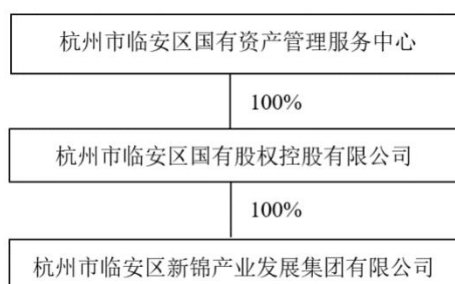 杭州市临安区国有资产管理服务中心
100%
杭州市临安区国有股权控股有限公司
100%
杭州市临安区新锦产业发展集团有限公司